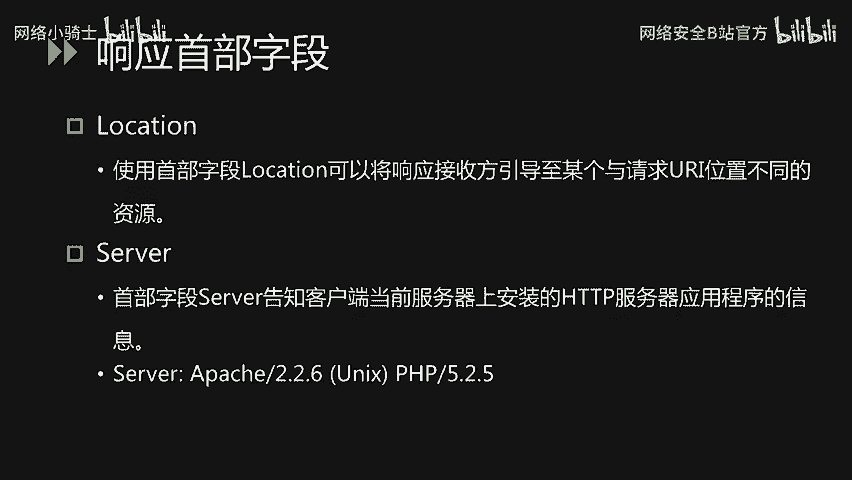 网络小骑士 bilibili
网络安全B站官方 bilibili
响应首部字段
Location
• 使用首部字段Location可以将响应接收方引导至某个与请求URI位置不同的
资源。
Server
• 首部字段Server告知客户端当前服务器上安装的HTTP服务器应用程序的信
息。
• Server: Apache/2.2.6 (Unix) PHP/5.2.5